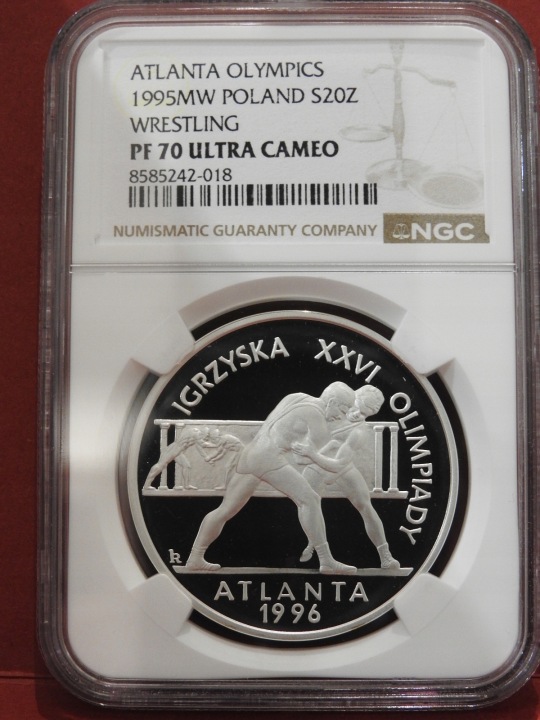 ATLANTA OLYMPICS
1995MW POLAND S20Z
WRESTLING
PF 70 ULTRA CAMEO
8585242-018
NUMISMATIC GUARANTY COMPANY
NGC
IGRZYSKA XXVI OLIMPIADY
ATLANTA
1996